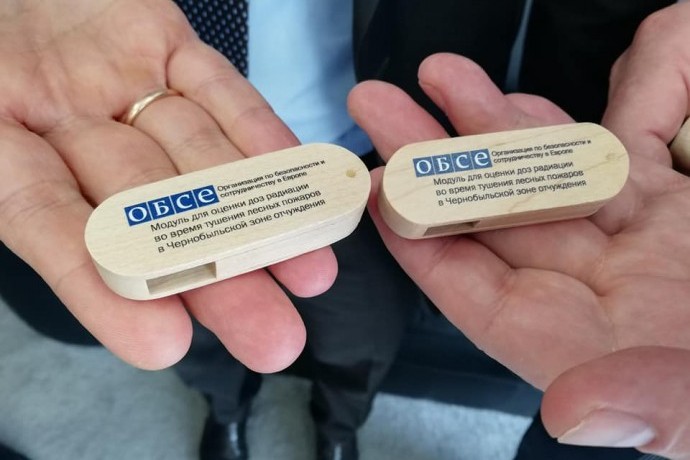 ОБСЕ Организация по безопасности и
сотрудничеству в Европе
Модуль для оценки доз радиации
во время тушения лесных пожаров
в Чернобыльской зоне отчуждения
ОБСЕ Организация по безопасности и
сотрудничеству в Европе
Модуль для оценки доз радиации
во время тушения лесных пожаров
в Чернобыльской зоне отчуждения